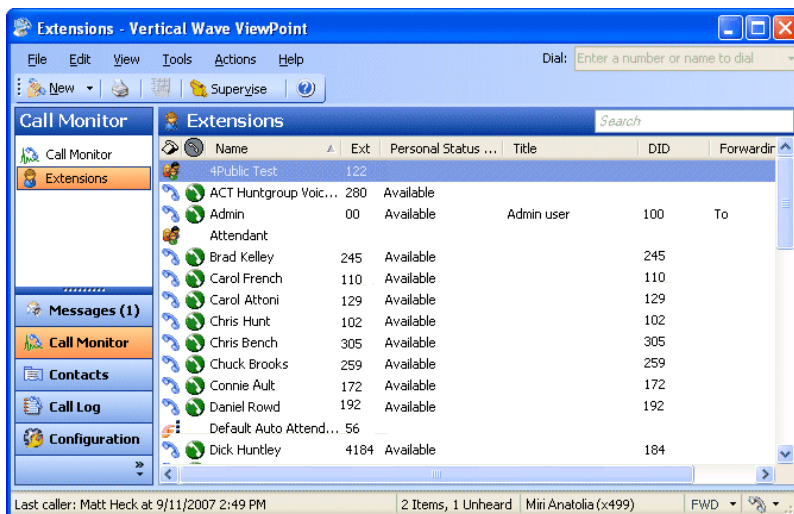 Extensions - Vertical Wave ViewPoint
File Edit View Tools Actions Help Dial: Enter a number or name to dial
New Supervise
Call Monitor
Call Monitor
Extensions
Messages (1)
Call Monitor
Contacts
Call Log
Configuration
Extensions Search
Name Ext Personal Status ... Title DID Forwardin
4Public Test 122
ACT Huntgroup Voic... 280 Available
Admin 00 Available Admin user 100 To
Attendant
Brad Kelley 245 Available 245
Carol French 110 Available 110
Carol Attoni 129 Available 129
Chris Hunt 102 Available 102
Chris Bench 305 Available 305
Chuck Brooks 259 Available 259
Connie Ault 172 Available 172
Daniel Rowd 192 Available 192
Default Auto Attend... 56
Dick Huntley 4184 Available 184
Last caller: Matt Heck at 9/11/2007 2:49 PM 2 Items, 1 Unheard Miri Anatolia (x499) FWD